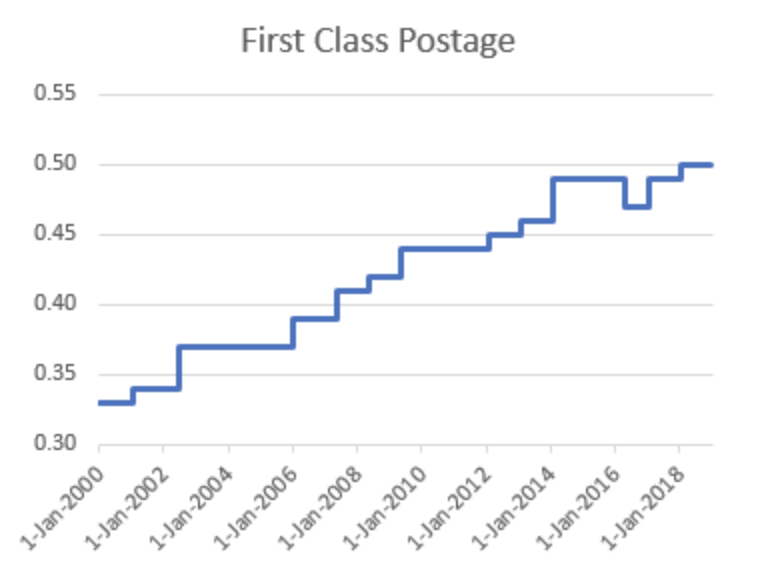 First Class Postage
0.55
0.50
0.45
0.40
0.35
0.30
1-Jan-2000
1-Jan-2002
1-Jan-2004
1-Jan-2006
1-Jan-2008
1-Jan-2010
1-Jan-2012
1-Jan-2014
1-Jan-2016
1-Jan-2018